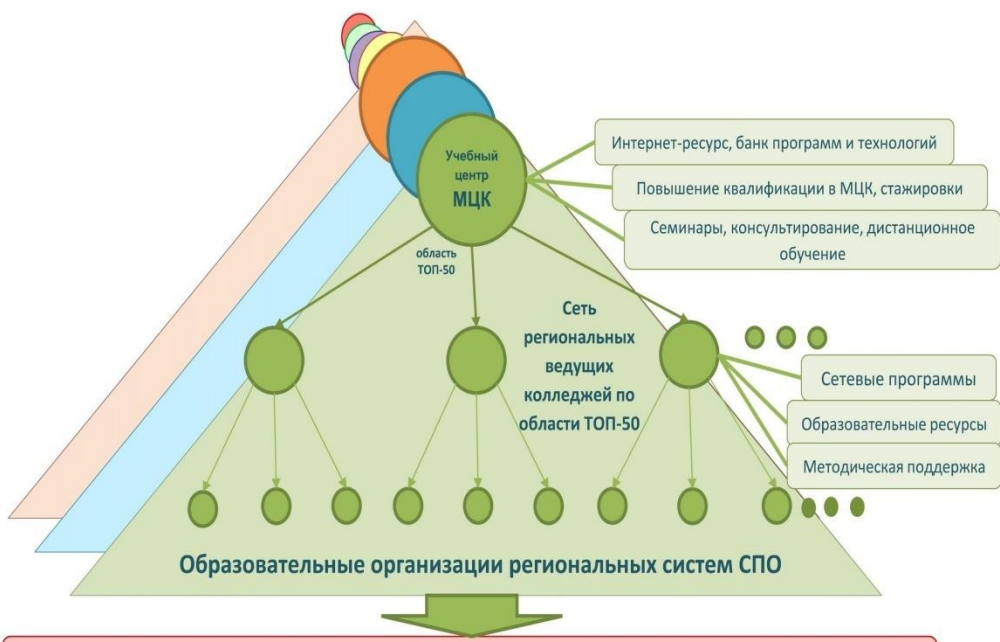 Учебный
центр
МЦК
Интернет-ресурс, банк программ и технологий
Повышение квалификации в МЦК, стажировки
Семинары, консультирование, дистанционное
обучение
область
ТОП-50
Сеть
региональных
ведущих
колледжей по
области ТОП-50
Сетевые программы
Образовательные ресурсы
Методическая поддержка
Образовательные организации региональных систем СПО